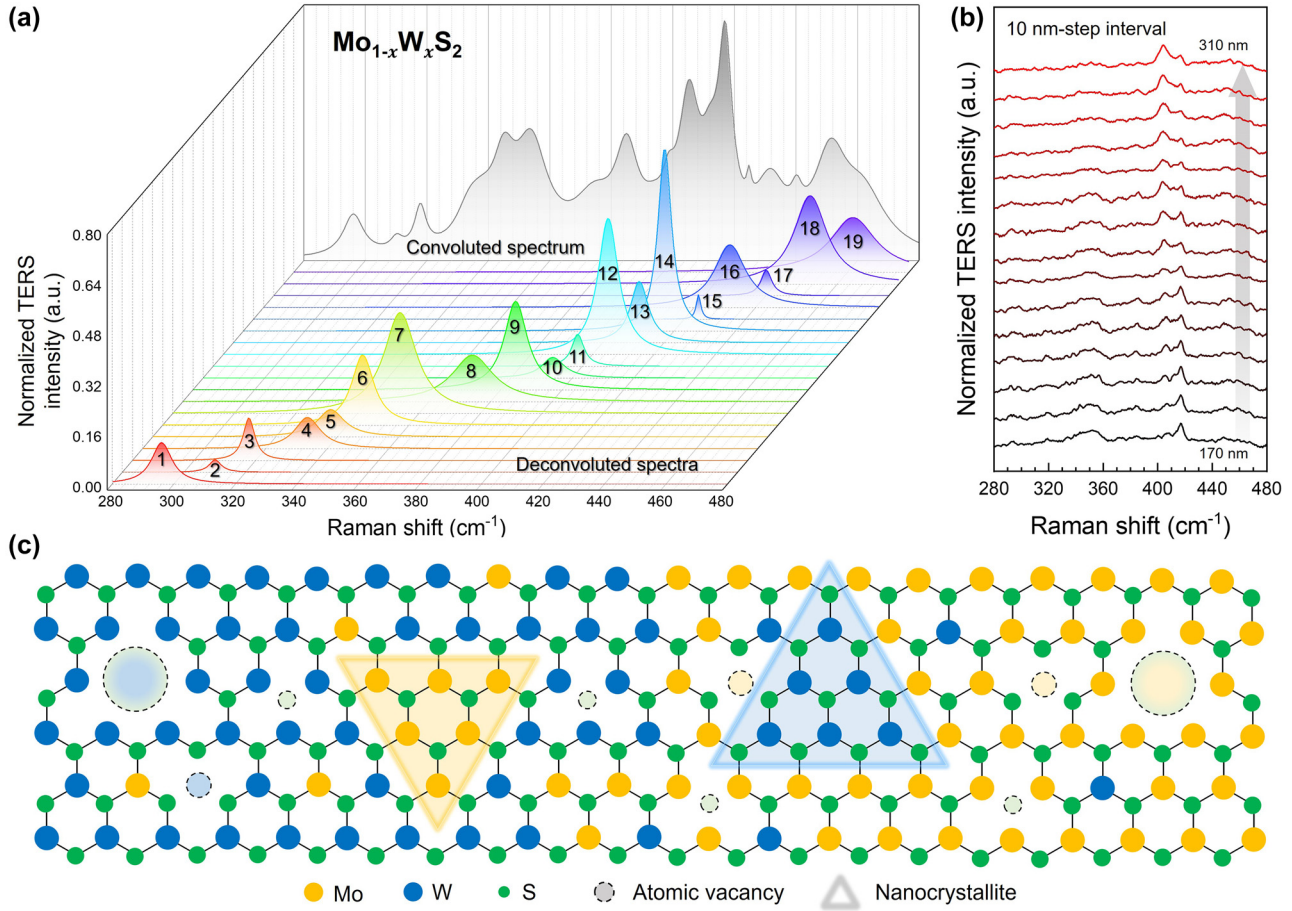 (a)
Mo1-xWxS2
Normalized TERS
intensity (a.u.)
0.80
0.64
0.48
0.32
0.16
0.00
Convoluted spectrum
Deconvoluted spectra
1
2
3
4
5
6
7
8
9
10
11
12
13
14
15
16
17
18
19
280 300 320 340 360 380 400 420 440 460 480
Raman shift (cm-1)
(b)
10 nm-step interval
310 nm
170 nm
Normalized TERS intensity (a.u.)
280 320 360 400 440 480
Raman shift (cm-1)
(c)
Mo W S Atomic vacancy Nanocrystallite